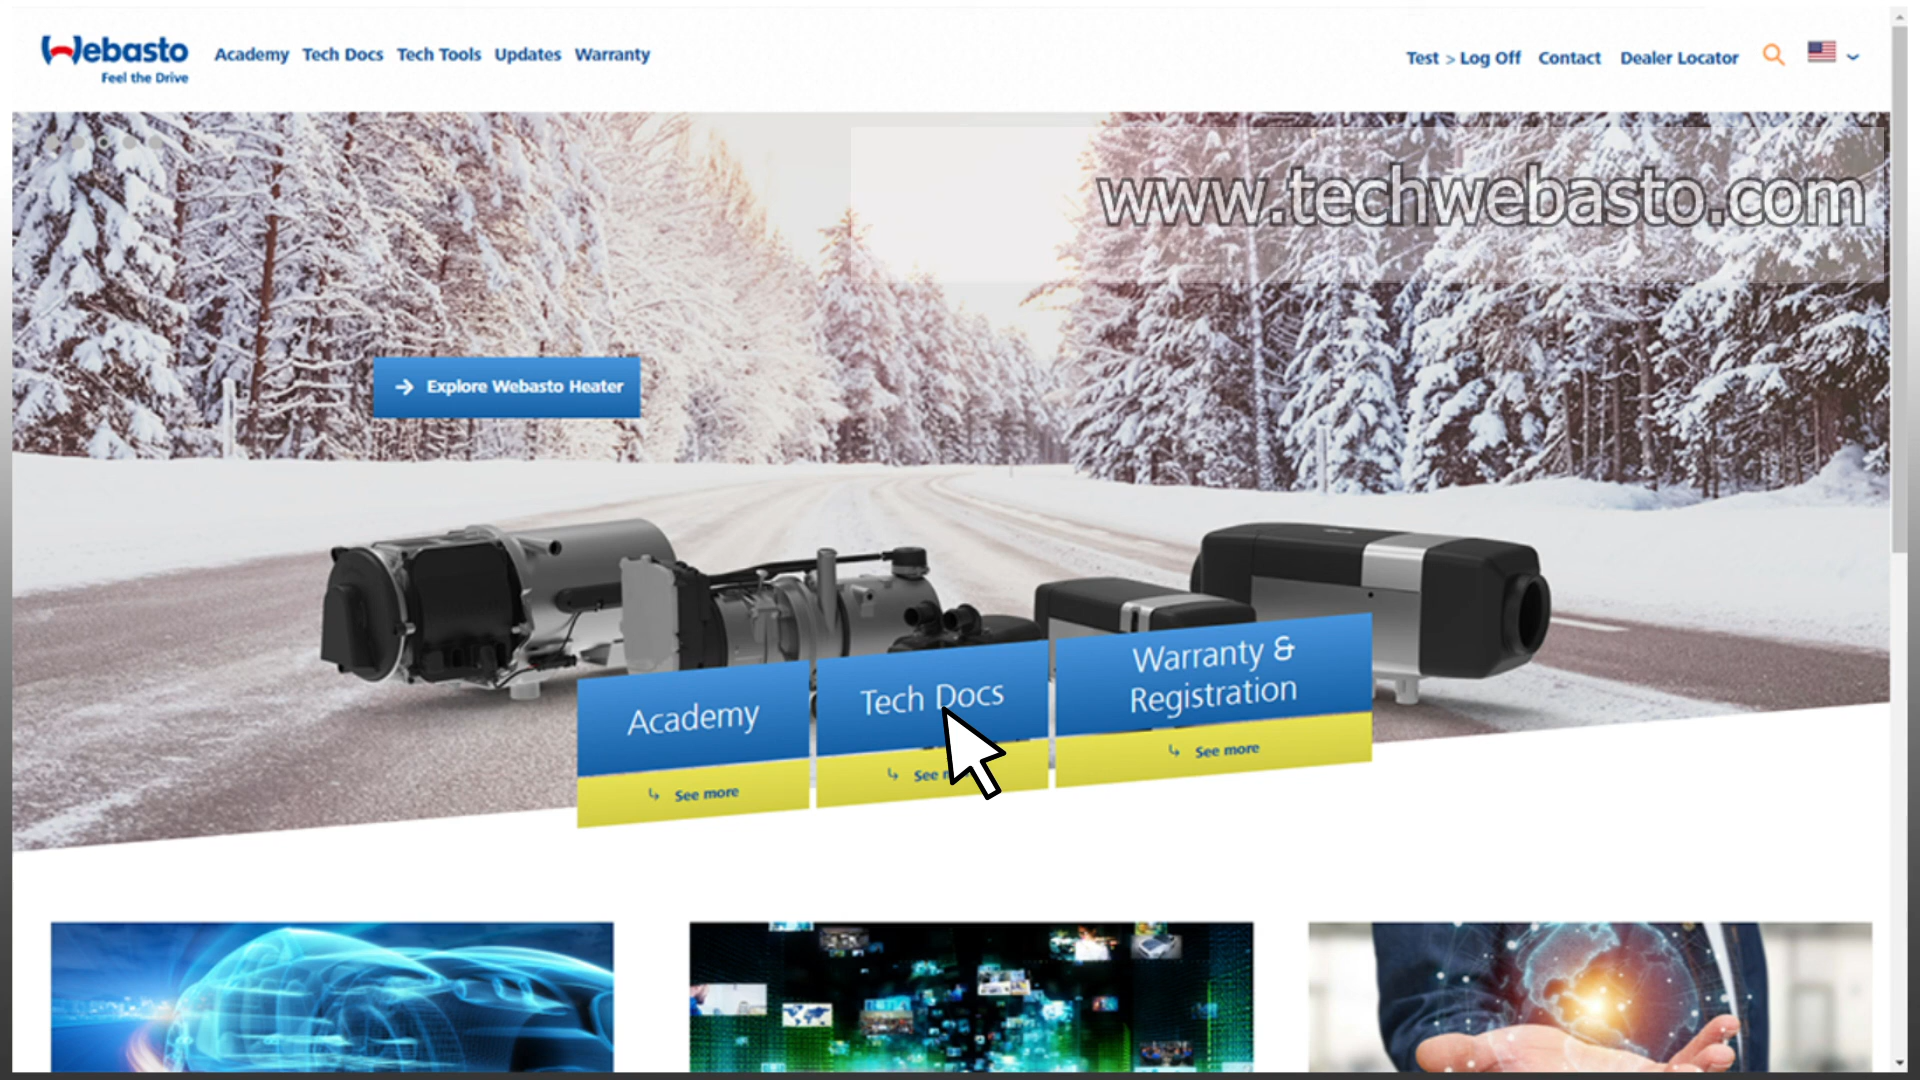 Webasto
Feel the Drive
Academy Tech Docs Tech Tools Updates Warranty
Test > Log Off Contact Dealer Locator
www.techwebasto.com
→ Explore Webasto Heater
Academy
↳ See more
Tech Docs
↳ See
Warranty &
Registration
↳ See more